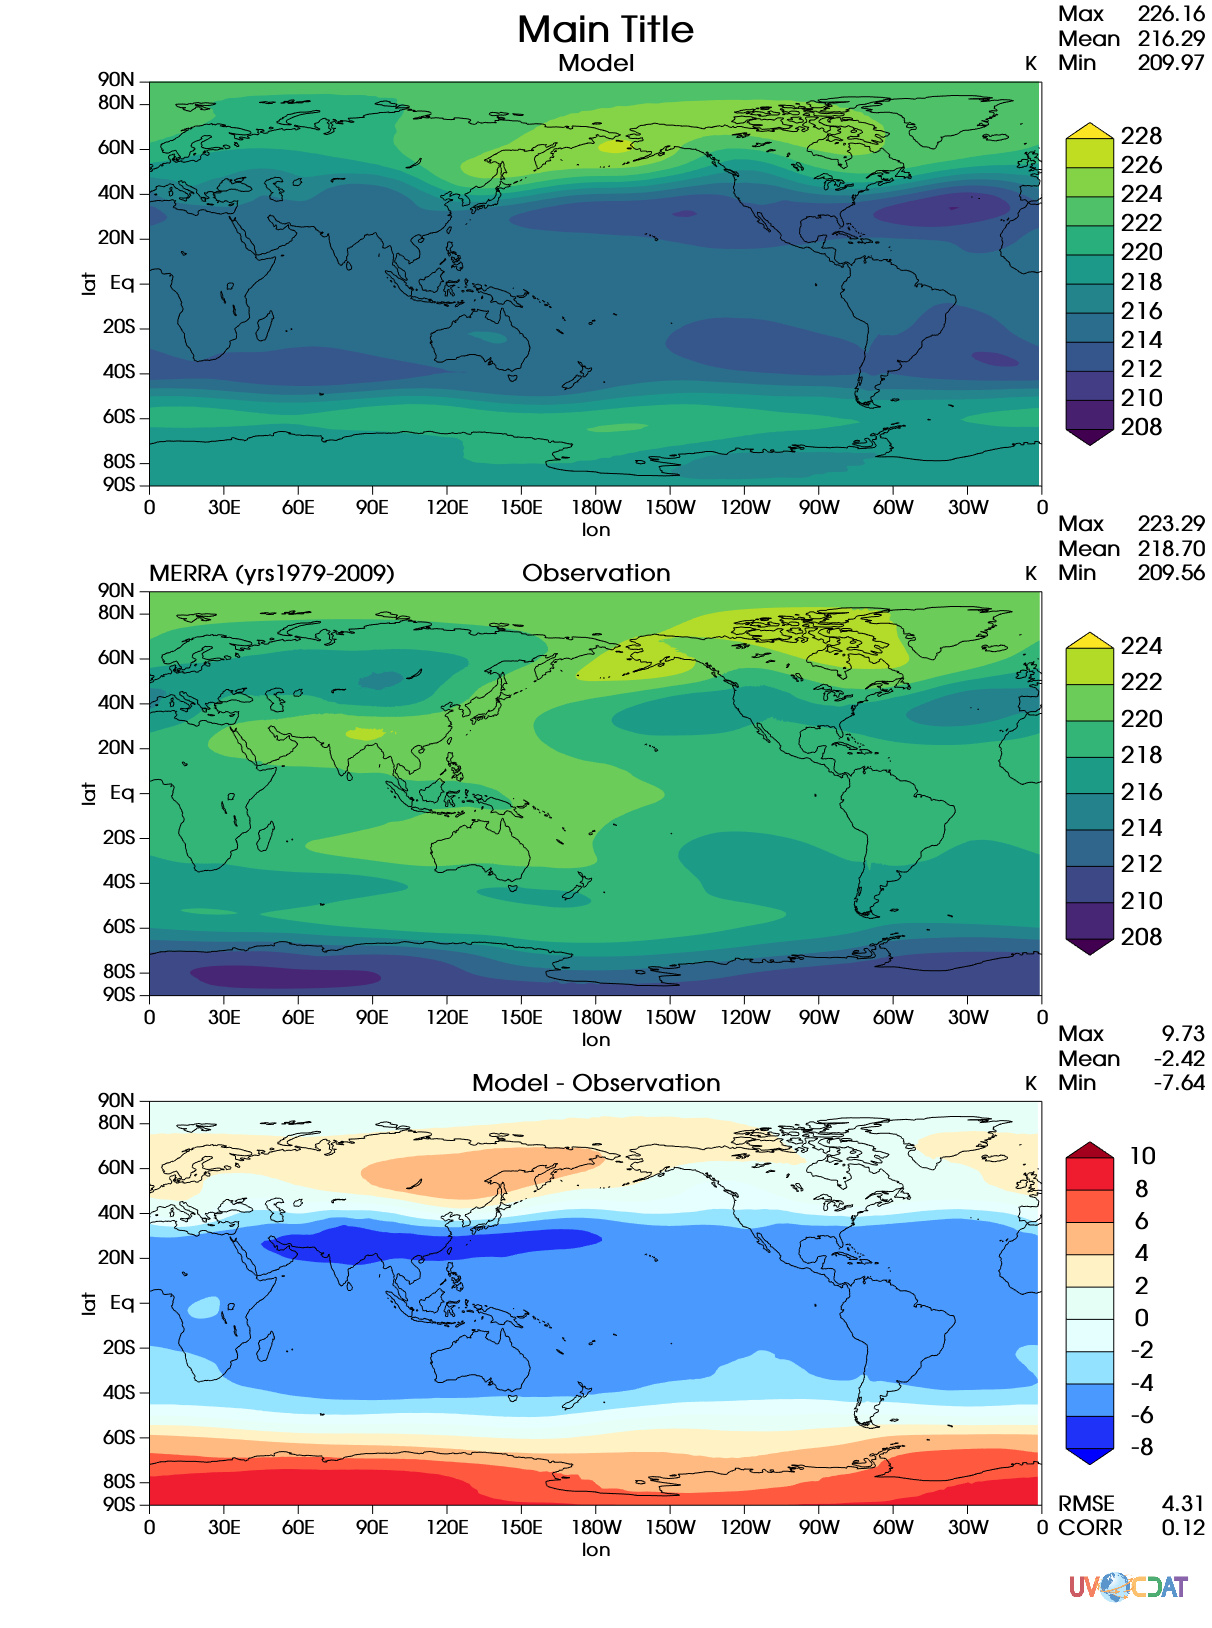 Main Title
Model
K
Max 226.16
Mean 216.29
Min 209.97
90N
80N
60N
40N
20N
Eq
20S
40S
60S
80S
90S
lat
0 30E 60E 90E 120E 150E 180W 150W 120W 90W 60W 30W 0
lon
228
226
224
222
220
218
216
214
212
210
208
MERRA (yrs1979-2009)
Observation
K
Max 223.29
Mean 218.70
Min 209.56
90N
80N
60N
40N
20N
Eq
20S
40S
60S
80S
90S
lat
0 30E 60E 90E 120E 150E 180W 150W 120W 90W 60W 30W 0
lon
224
222
220
218
216
214
212
210
208
Model - Observation
K
Max 9.73
Mean -2.42
Min -7.64
90N
80N
60N
40N
20N
Eq
20S
40S
60S
80S
90S
lat
0 30E 60E 90E 120E 150E 180W 150W 120W 90W 60W 30W 0
lon
10
8
6
4
2
0
-2
-4
-6
-8
RMSE 4.31
CORR 0.12
UV CDAT